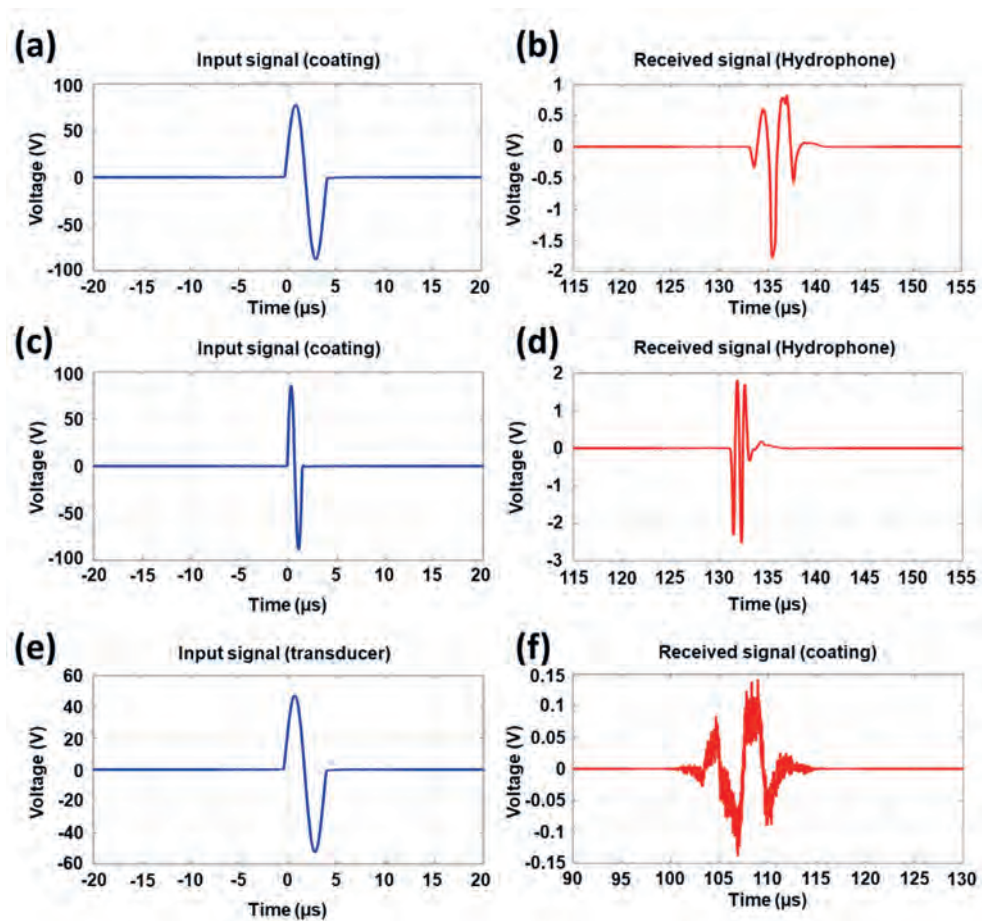 (a)
Input signal (coating)
Voltage (V)
100
50
0
-50
-100
-20 -15 -10 -5 0 5 10 15 20
Time (µs)
(b)
Received signal (Hydrophone)
Voltage (V)
1
0.5
0
-0.5
-1
-1.5
-2
115 120 125 130 135 140 145 150 155
Time (µs)
(c)
Input signal (coating)
Voltage (V)
100
50
0
-50
-100
-20 -15 -10 -5 0 5 10 15 20
Time (µs)
(d)
Received signal (Hydrophone)
Voltage (V)
2
1
0
-1
-2
-3
115 120 125 130 135 140 145 150 155
Time (µs)
(e)
Input signal (transducer)
Voltage (V)
60
40
20
0
-20
-40
-60
-20 -15 -10 -5 0 5 10 15 20
Time (µs)
(f)
Received signal (coating)
Voltage (V)
0.15
0.1
0.05
0
-0.05
-0.1
-0.15
90 95 100 105 110 115 120 125 130
Time (µs)